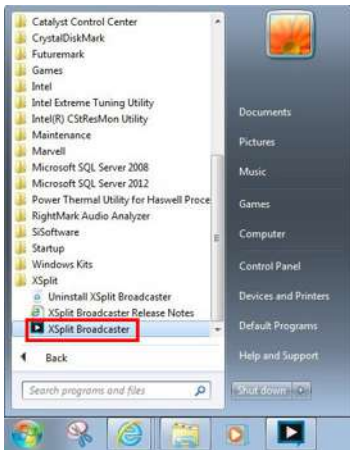 Catalyst Control Center
CrystalDiskMark
Futuremark
Games
Intel
Intel Extreme Tuning Utility
Intel(R) CStResMon Utility
Maintenance
Marvell
Microsoft SQL Server 2008
Microsoft SQL Server 2012
Power Thermal Utility for Haswell Proce
RightMark Audio Analyzer
SiSoftware
Startup
Windows Kits
XSplit
Uninstall XSplit Broadcaster
XSplit Broadcaster Release Notes
XSplit Broadcaster
Back
Search programs and files
Documents
Pictures
Music
Games
Computer
Control Panel
Devices and Printers
Default Programs
Help and Support
Shut down